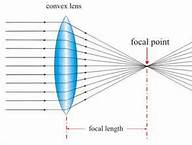 convex lens
focal point
focal length